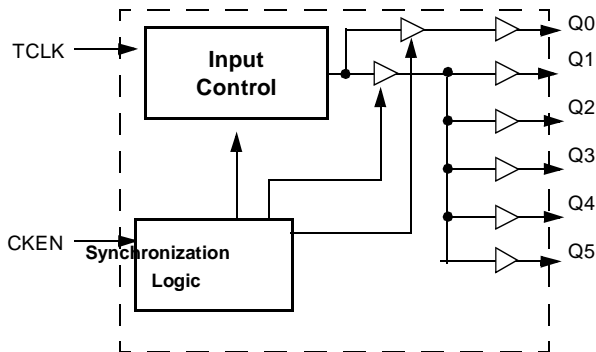 TCLK
Input
Control
CKEN
Synchronization
Logic
Q0
Q1
Q2
Q3
Q4
Q5